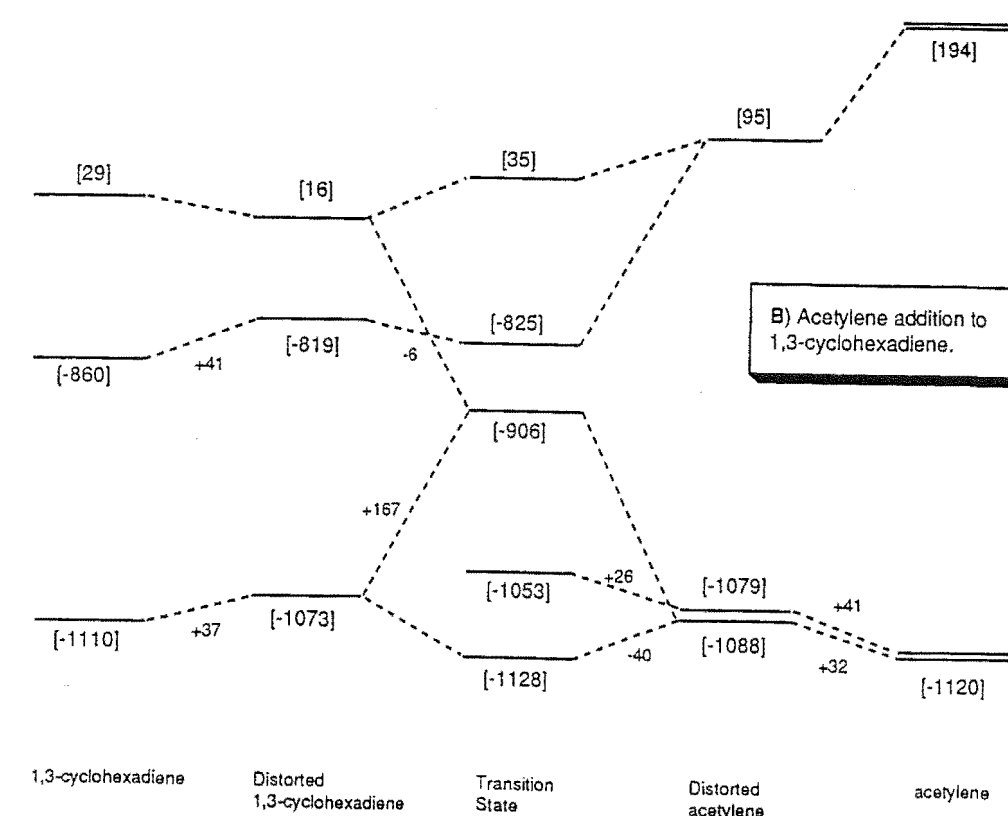 [194]
[95]
[35]
[29]
[16]
B) Acetylene addition to
1,3-cyclohexadiene.
[-825]
[-819]
-6
[-860]
+41
[-906]
+167
[-1053]
+26
[-1079]
+41
[-1073]
[-1110]
+37
[-1088]
-40
+32
[-1128]
[-1120]
1,3-cyclohexadiene
Distorted
1,3-cyclohexadiene
Transition
State
Distorted
acetylene
acetylene